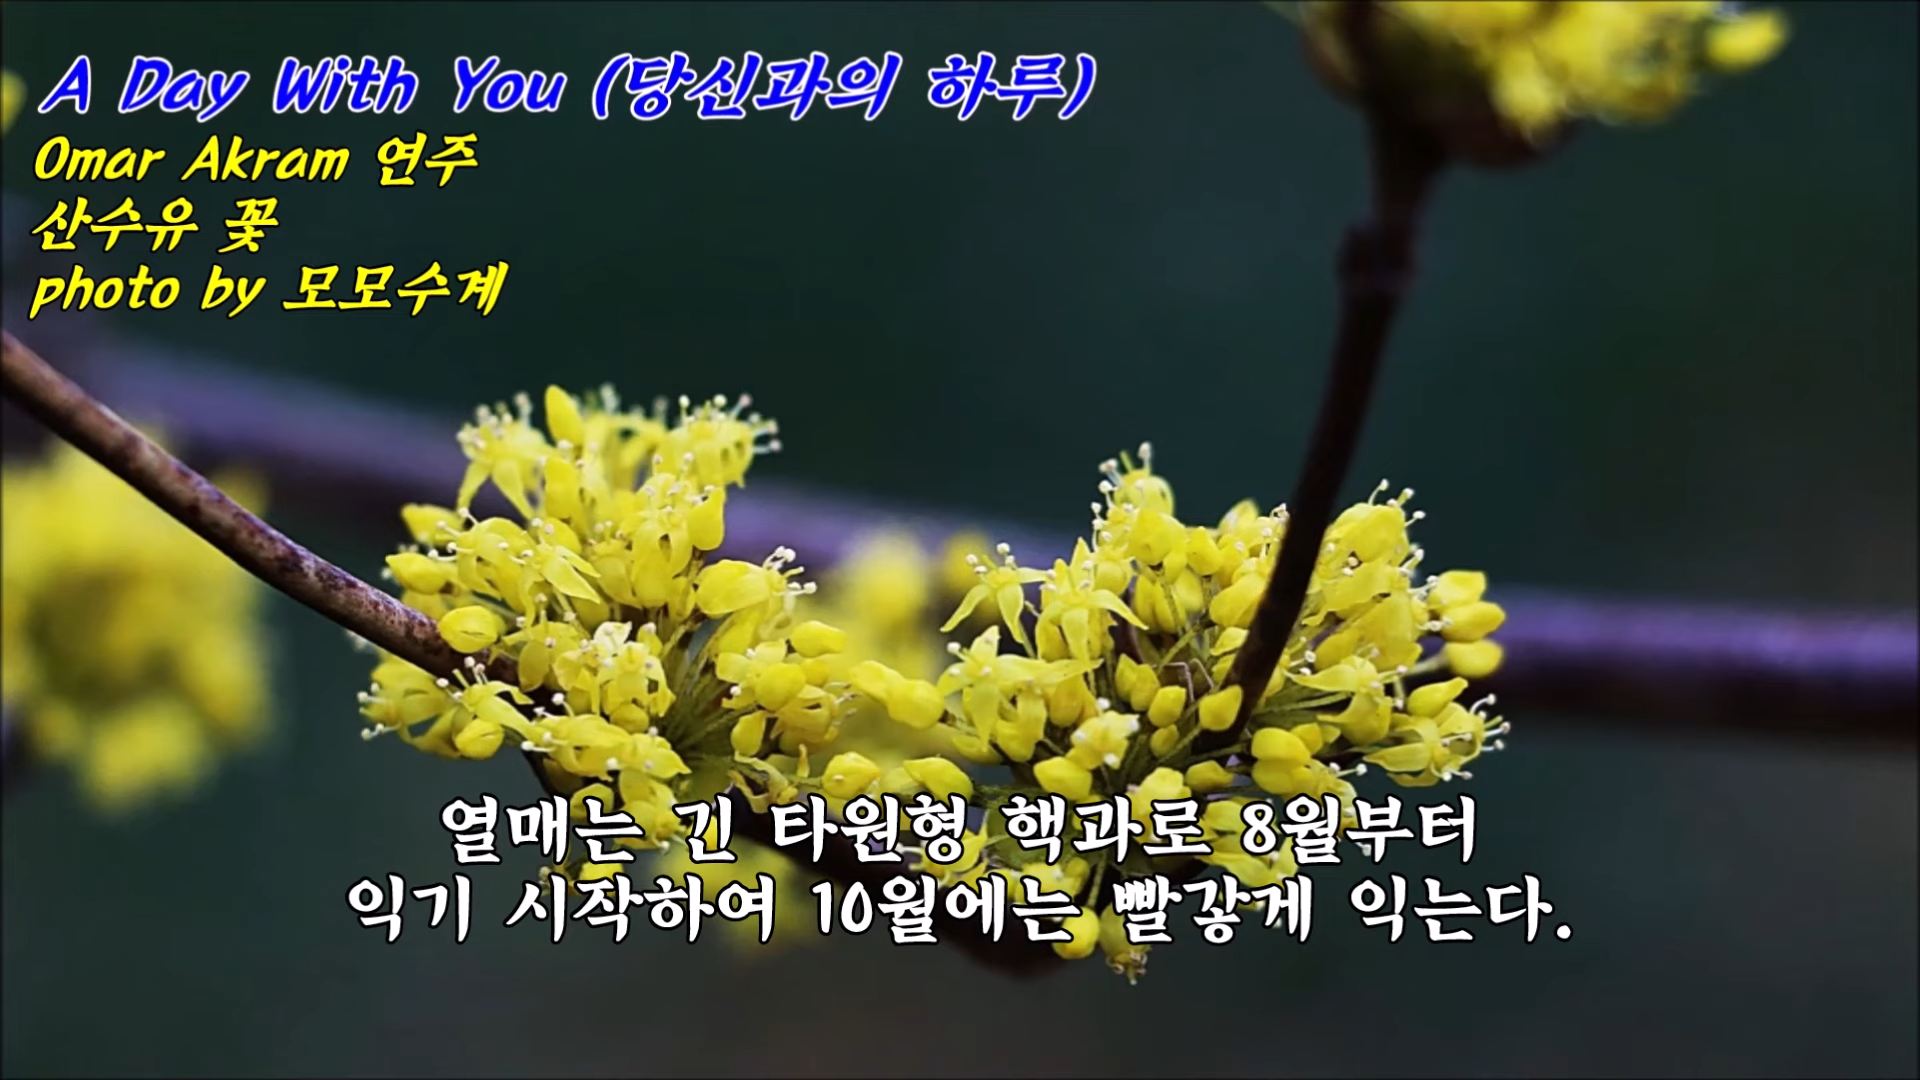 A Day With You (당신과의 하루)
Omar Akram 연주
산수유 꽃
photo by 모모수계
열매는 긴 타원형 핵과로 8월부터
익기 시작하여 10월에는 빨갛게 익는다.